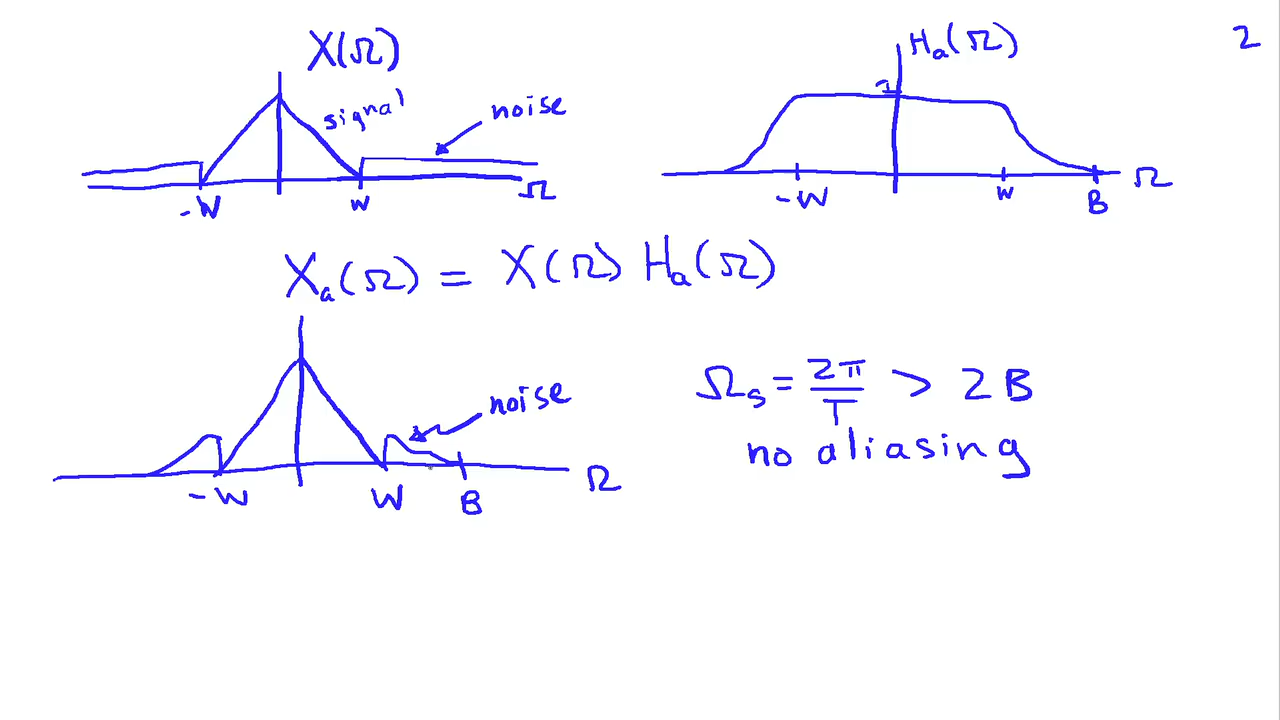 X(Ω)
signal
noise
-W
W
Ω
2
Hₐ(Ω)
1
-W
W
B
Ω
Xₐ(Ω) = X(Ω) Hₐ(Ω)
noise
-W
W
B
Ω
Ωₛ = 2π/T > 2B
no aliasing